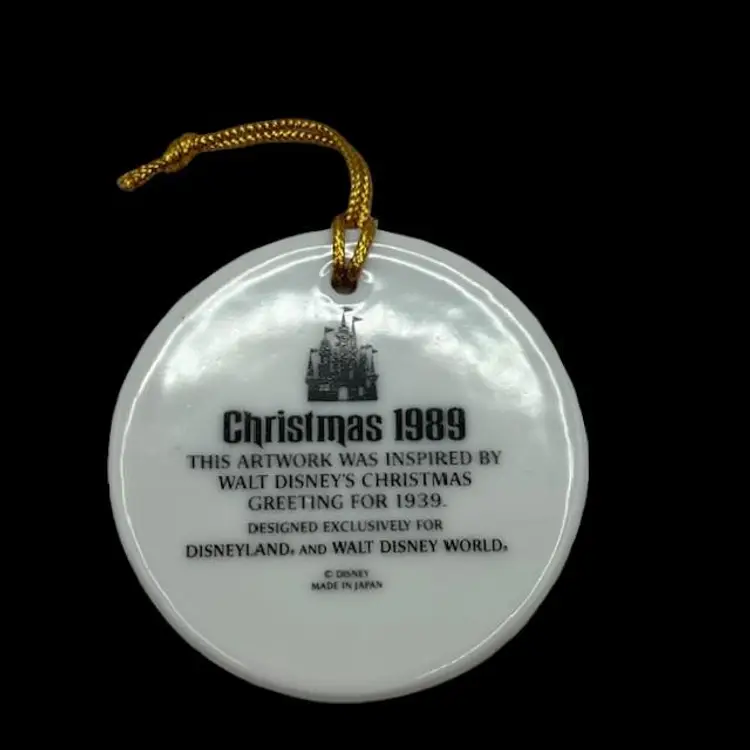 Christmas 1989
THIS ARTWORK WAS INSPIRED BY
WALT DISNEY'S CHRISTMAS
GREETING FOR 1939.
DESIGNED EXCLUSIVELY FOR
DISNEYLAND® AND WALT DISNEY WORLD®
© DISNEY
MADE IN JAPAN